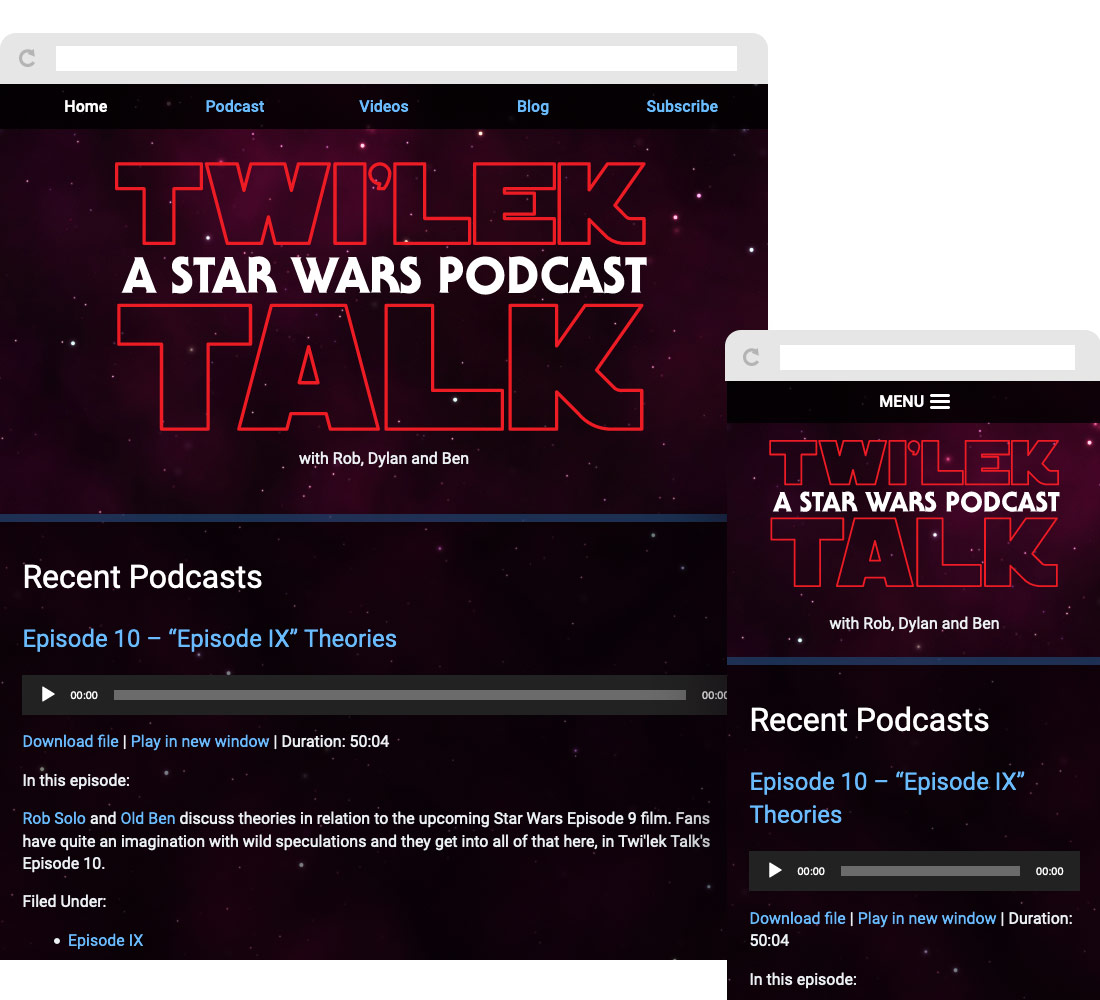 Home Podcast Videos Blog Subscribe
TWI'LEK
A STAR WARS PODCAST
TALK
with Rob, Dylan and Ben
Recent Podcasts
Episode 10 – “Episode IX” Theories
00:00 00:00
Download file | Play in new window | Duration: 50:04
In this episode:
Rob Solo and Old Ben discuss theories in relation to the upcoming Star Wars Episode 9 film. Fans
have quite an imagination with wild speculations and they get into all of that here, in Twi'lek Talk's
Episode 10.
Filed Under:
• Episode IX
MENU
TWI'LEK
A STAR WARS PODCAST
TALK
with Rob, Dylan and Ben
Recent Podcasts
Episode 10 – “Episode IX”
Theories
00:00 00:00
Download file | Play in new window | Duration:
50:04
In this episode: